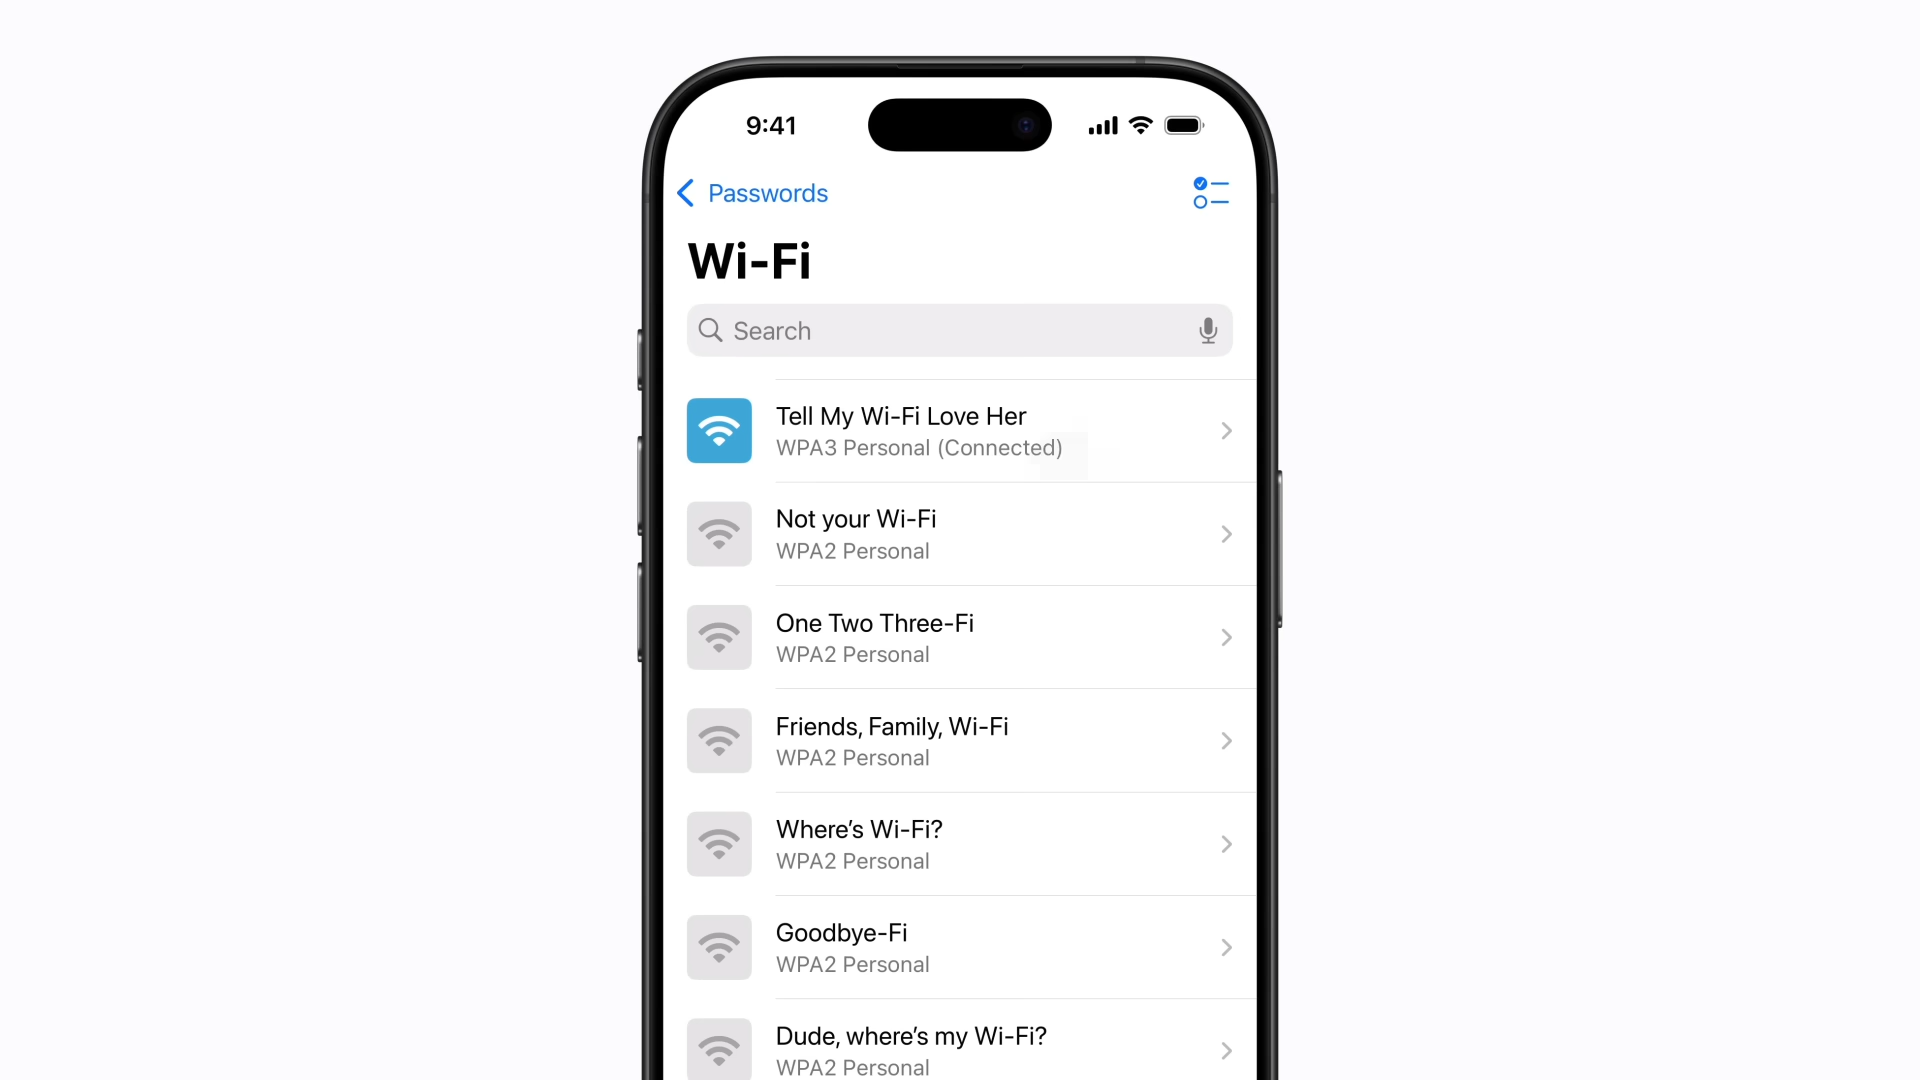 9:41
Passwords
Wi-Fi
Search
Tell My Wi-Fi Love Her
WPA3 Personal (Connected)
Not your Wi-Fi
WPA2 Personal
One Two Three-Fi
WPA2 Personal
Friends, Family, Wi-Fi
WPA2 Personal
Where’s Wi-Fi?
WPA2 Personal
Goodbye-Fi
WPA2 Personal
Dude, where’s my Wi-Fi?
WPA2 Personal